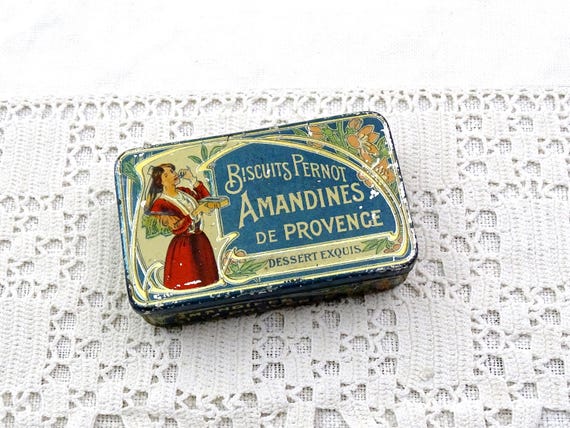 BISCUITS PERNOT
AMANDINES
DE PROVENCE
DESSERT EXQUIS